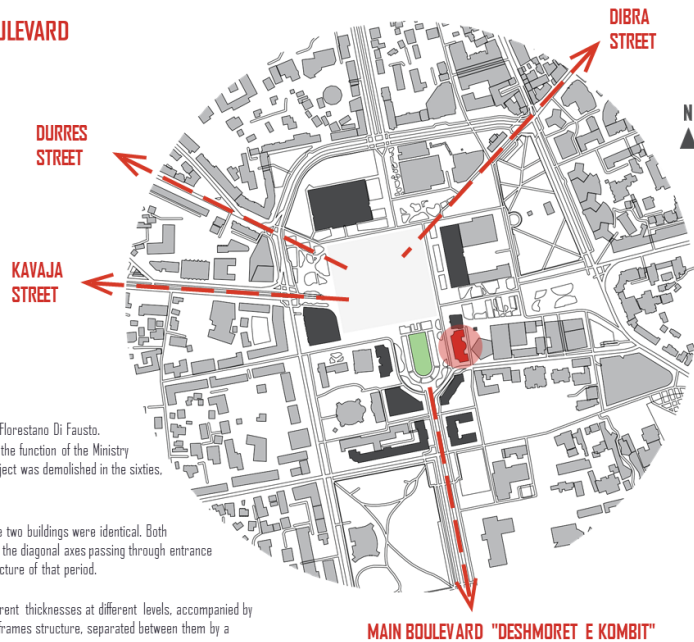 ULEVARD
DIBRA
STREET
N
DURRES
STREET
KAVAJA
STREET
Florestano Di Fausto.
the function of the Ministry
ject was demolished in the sixties.
e two buildings were identical. Both
the diagonal axes passing through entrance
cture of that period.
rent thicknesses at different levels, accompanied by
frames structure, separated between them by a
MAIN BOULEVARD "DESHMORET E KOMBIT"